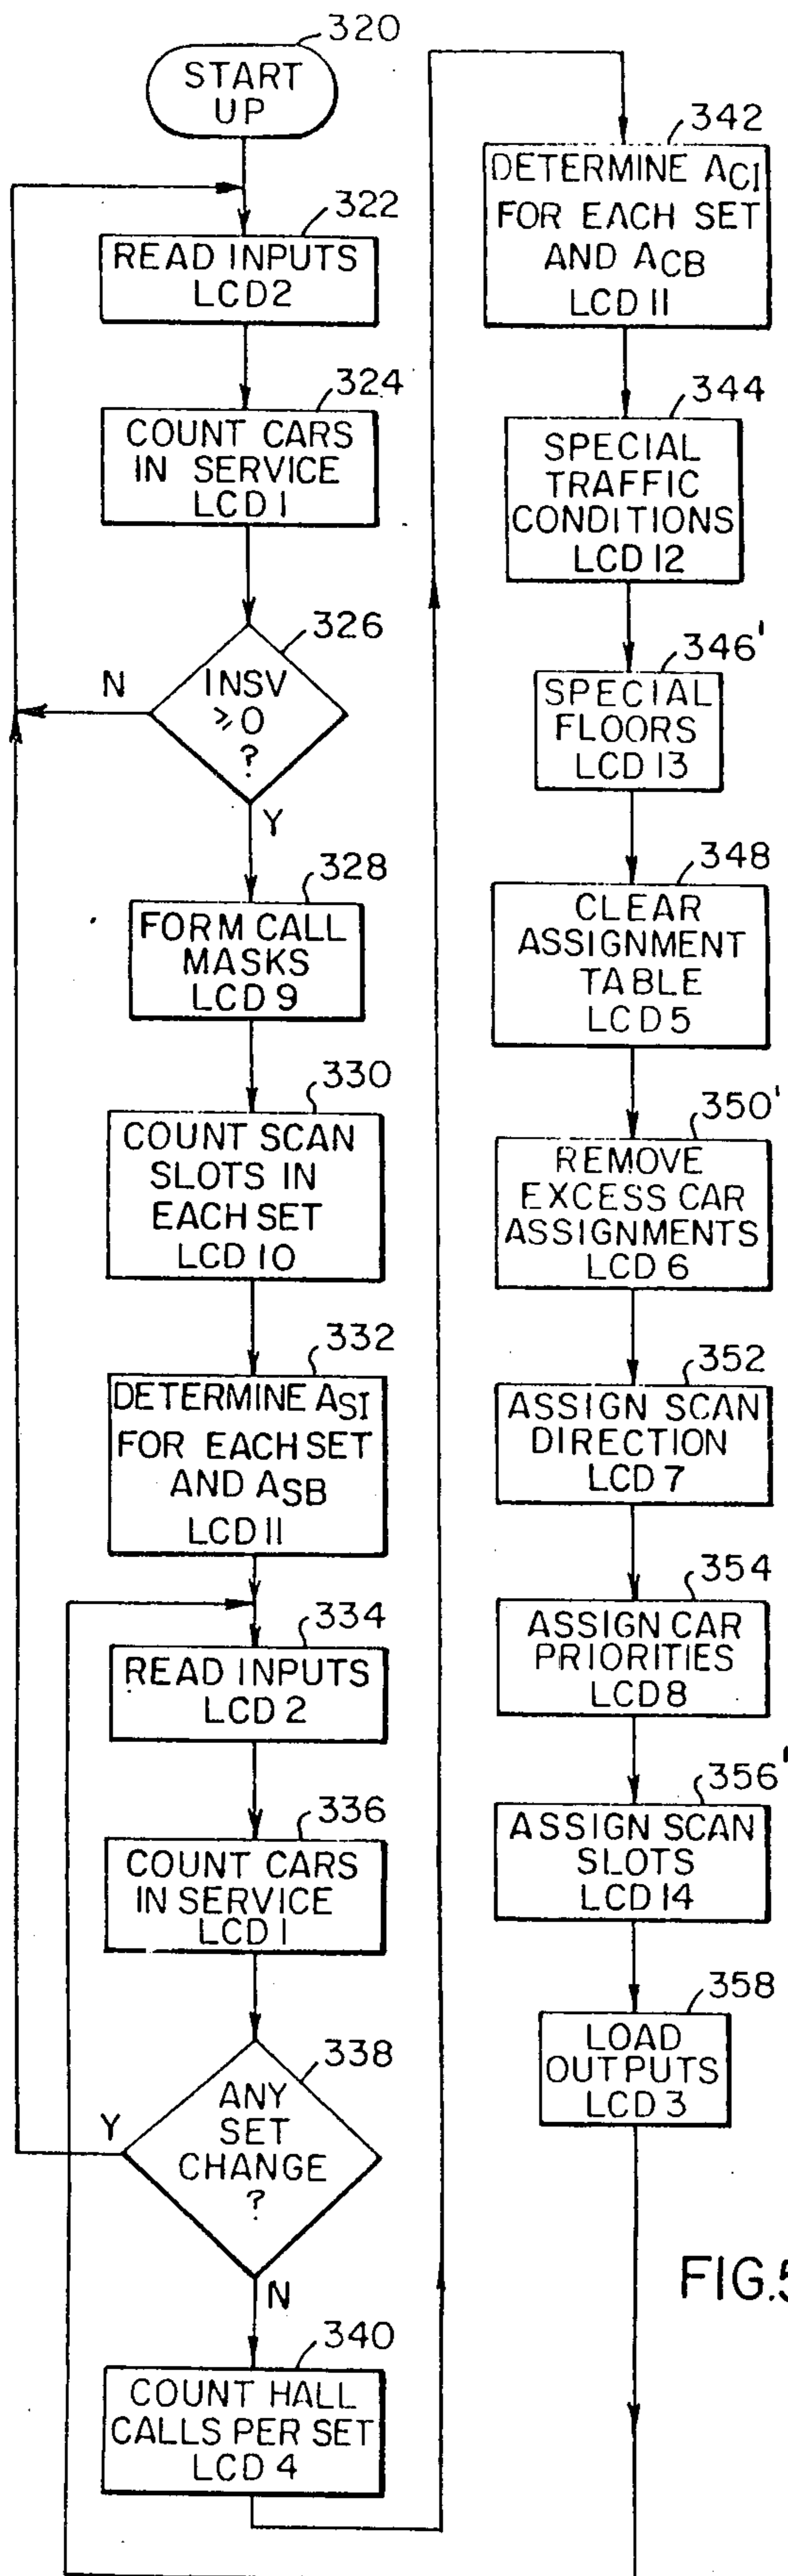 320
START
UP
322
READ INPUTS
LCD2
324
COUNT CARS
IN SERVICE
LCD 1
326
INSV
≥0
?
N
Y
328
FORM CALL
MASKS
LCD 9
330
COUNT SCAN
SLOTS IN
EACH SET
LCD 10
332
DETERMINE ASI
FOR EACH SET
AND ASB
LCD 11
334
READ INPUTS
LCD 2
336
COUNT CARS
IN SERVICE
LCD 1
338
ANY
SET
CHANGE
?
Y
N
340
COUNT HALL
CALLS PER SET
LCD 4
342
DETERMINE ACI
FOR EACH SET
AND ACB
LCD 11
344
SPECIAL
TRAFFIC
CONDITIONS
LCD 12
346'
SPECIAL
FLOORS
LCD 13
348
CLEAR
ASSIGNMENT
TABLE
LCD 5
350'
REMOVE
EXCESS CAR
ASSIGNMENTS
LCD 6
352
ASSIGN SCAN
DIRECTION
LCD 7
354
ASSIGN CAR
PRIORITIES
LCD 8
356'
ASSIGN SCAN
SLOTS
LCD 14
358
LOAD
OUTPUTS
LCD 3
FIG.5